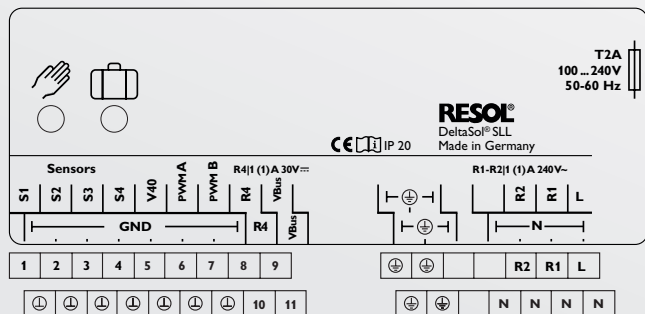 T2A
100 ... 240V
50-60 Hz
RESOL®
DeltaSol® SLL
Made in Germany
CE i IP 20
Sensors
R4|1 (1) A 30V⎓
R1-R2|1 (1) A 240V~
S1 S2 S3 S4 V40 PWM A PWM B R4 VBus
R2 R1 L
GND R4 VBus
N
1 2 3 4 5 6 7 8 9
R2 R1 L
10 11
N N N N